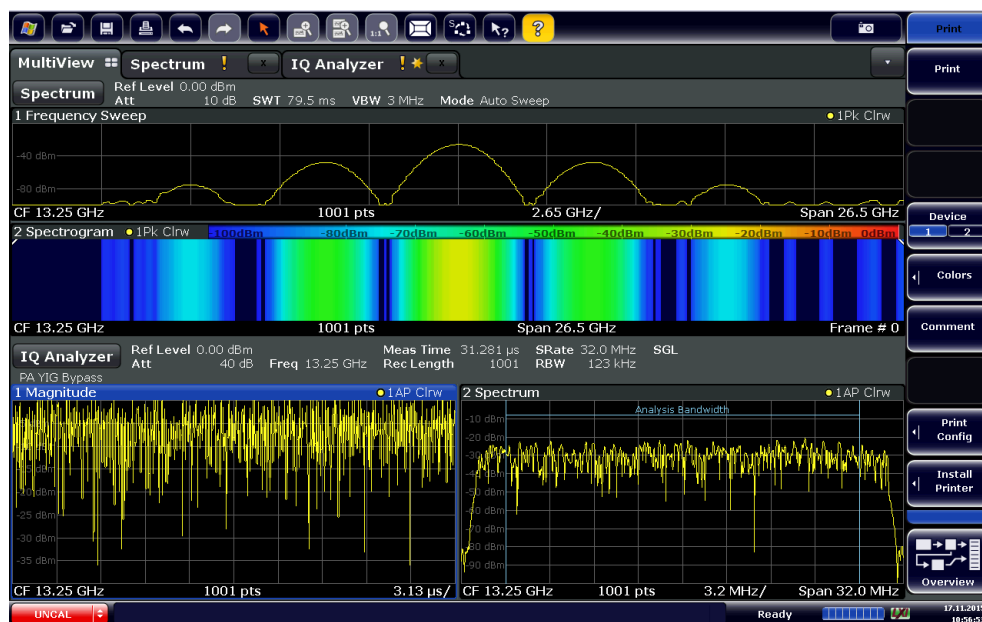 S
1:1
?
?
Print
MultiView
Spectrum !
x
IQ Analyzer !
x
Print
Spectrum
Ref Level 0.00 dBm
Att 10 dB SWT 79.5 ms VBW 3 MHz Mode Auto Sweep
1 Frequency Sweep
1Pk Clrw
-40 dBm
-80 dBm
CF 13.25 GHz
1001 pts
2.65 GHz/
Span 26.5 GHz
Device
1 2
2 Spectrogram
1Pk Clrw
-100dBm -80dBm -70dBm -60dBm -50dBm -40dBm -30dBm -20dBm -10dBm 0dBm
Colors
CF 13.25 GHz
1001 pts
Span 26.5 GHz
Frame # 0
Comment
IQ Analyzer
Ref Level 0.00 dBm Meas Time 31.281 µs SRate 32.0 MHz SGL
Att 40 dB Freq 13.25 GHz Rec Length 1001 RBW 123 kHz
PA YIG Bypass
1 Magnitude
1AP Clrw
2 Spectrum
1AP Clrw
Analysis Bandwidth
-10 dBm
-20 dBm
-25 dBm
-30 dBm
-35 dBm
-90 dBm
Print
Config
Install
Printer
Overview
CF 13.25 GHz
1001 pts
3.13 µs/
CF 13.25 GHz
1001 pts
3.2 MHz/
Span 32.0 MHz
UNCAL
Ready